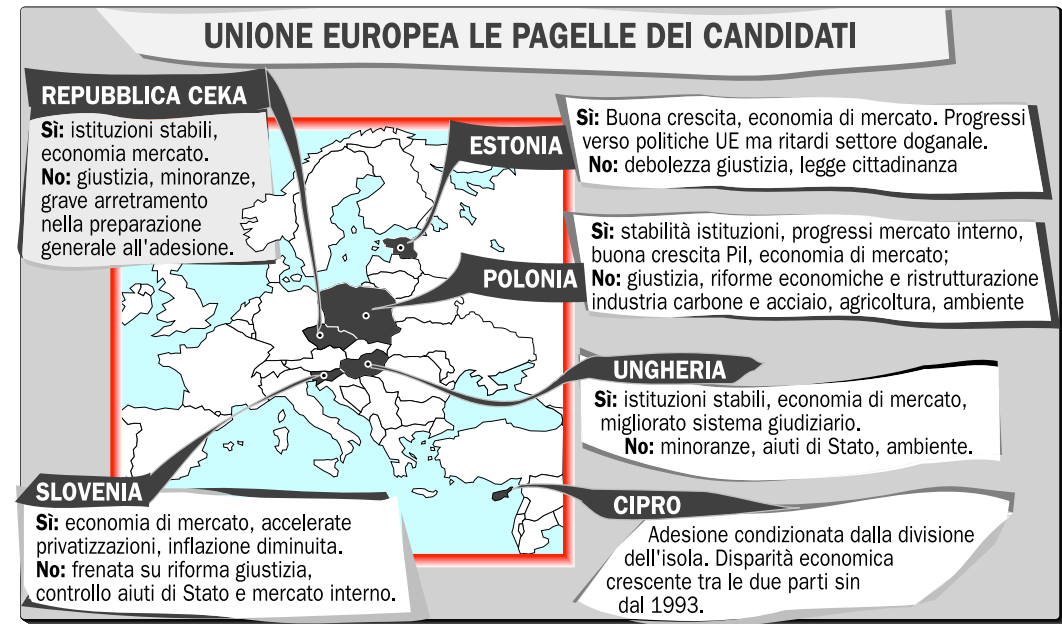 UNIONE EUROPEA LE PAGELLE DEI CANDIDATI
REPUBBLICA CEKA
Sì: istituzioni stabili,
economia mercato.
No: giustizia, minoranze,
grave arretramento
nella preparazione
generale all'adesione.
ESTONIA
Sì: Buona crescita, economia di mercato. Progressi
verso politiche UE ma ritardi settore doganale.
No: debolezza giustizia, legge cittadinanza
POLONIA
Sì: stabilità istituzioni, progressi mercato interno,
buona crescita Pil, economia di mercato;
No: giustizia, riforme economiche e ristrutturazione
industria carbone e acciaio, agricoltura, ambiente
UNGHERIA
Sì: istituzioni stabili, economia di mercato,
migliorato sistema giudiziario.
No: minoranze, aiuti di Stato, ambiente.
SLOVENIA
Sì: economia di mercato, accelerate
privatizzazioni, inflazione diminuita.
No: frenata su riforma giustizia,
controllo aiuti di Stato e mercato interno.
CIPRO
Adesione condizionata dalla divisione
dell'isola. Disparità economica
crescente tra le due parti sin
dal 1993.